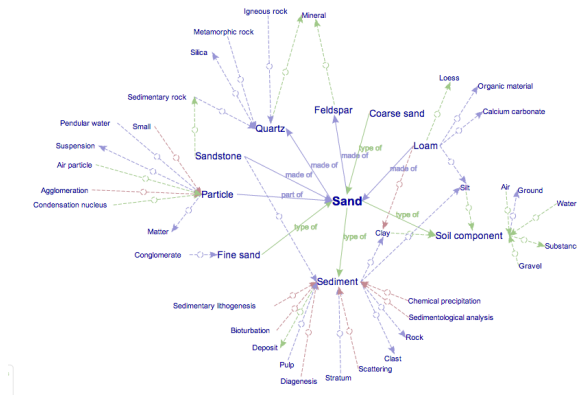 Igneous rock
Mineral
Metamorphic rock
Silica
Loess
Organic material
Sedimentary rock
Calcium carbonate
Feldspar
Coarse sand
Pendular water
Small
Quartz
Suspension
Loam
type of
Sandstone
made of
made of
made of
Air particle
Agglomeration
Particle
part of
Sand
Silt
Air
Ground
Condensation nucleus
Water
type of
Matter
type of
type of
Clay
Soil component
Substance
Conglomerate
Fine sand
Gravel
Sediment
Sedimentary lithogenesis
Chemical precipitation
Sedimentological analysis
Bioturbation
Rock
Deposit
Clast
Pulp
Scattering
Diagenesis
Stratum